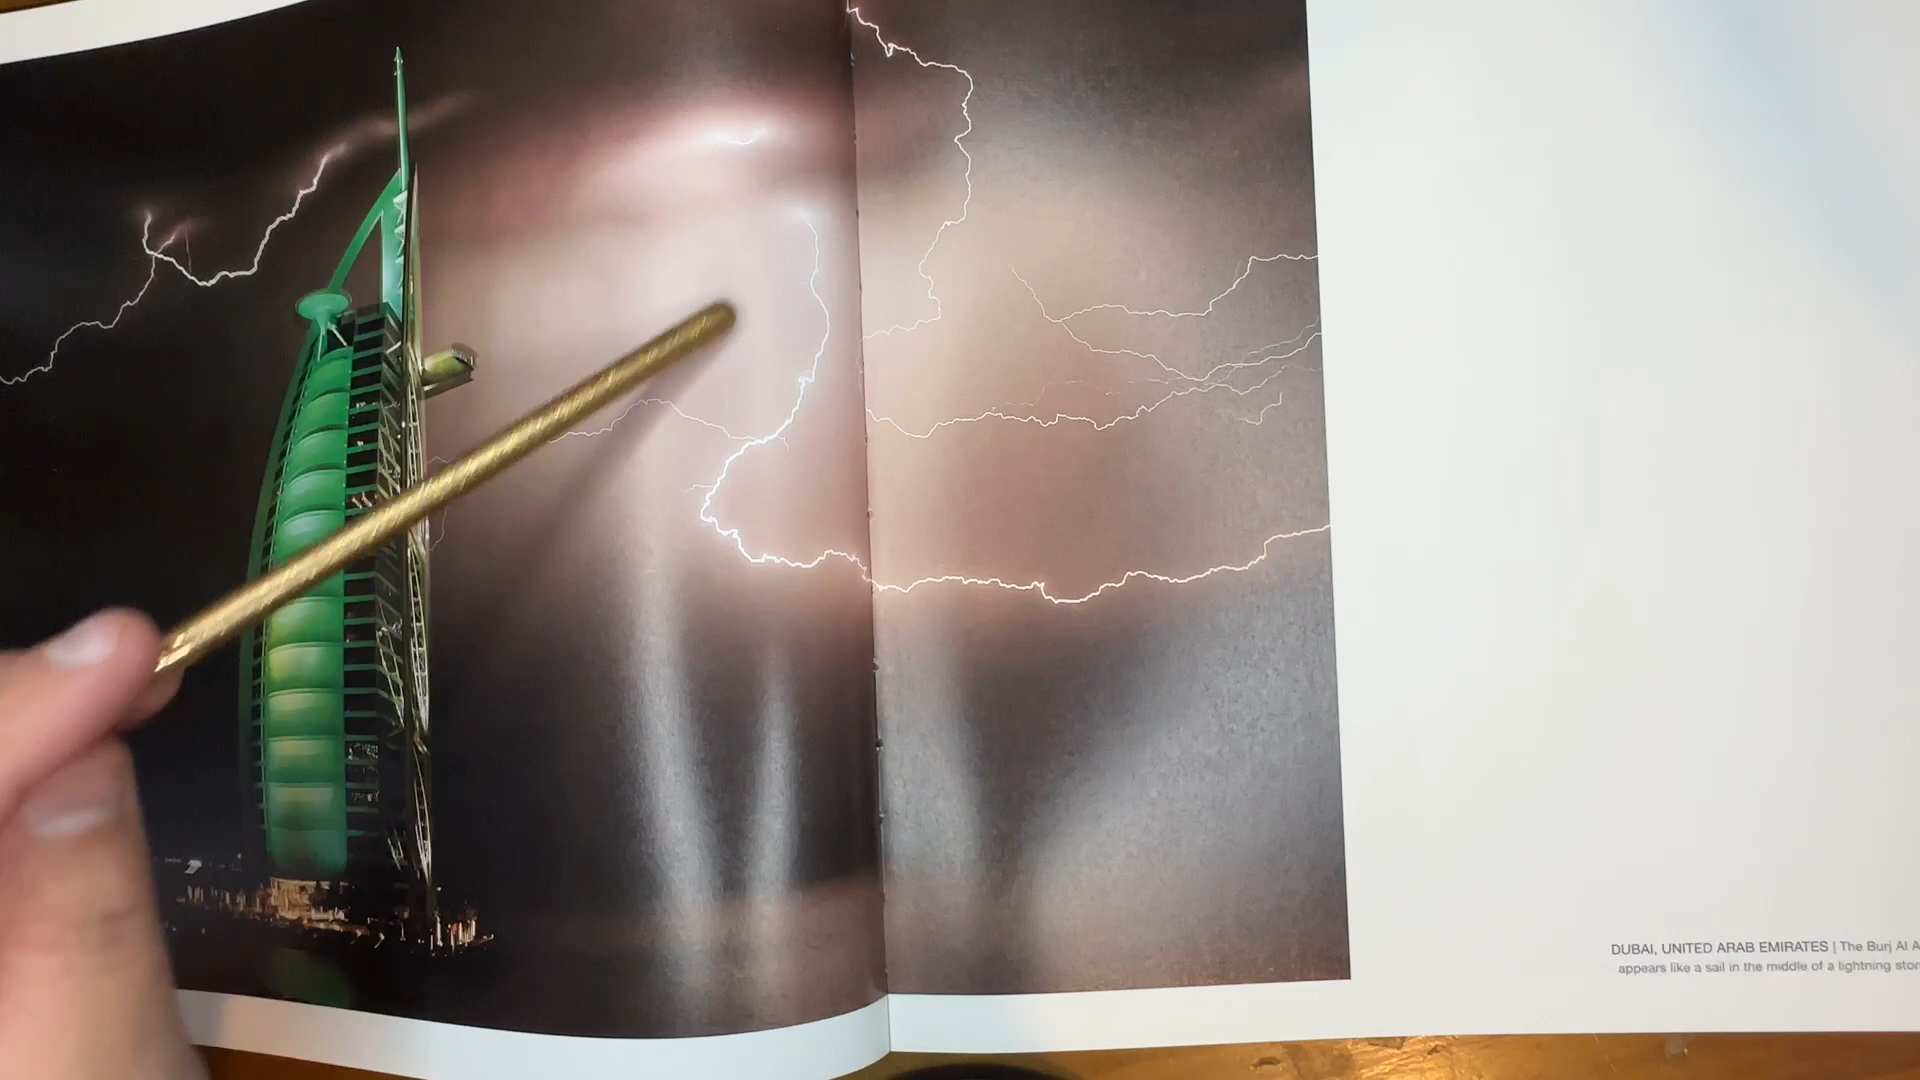 DUBAI, UNITED ARAB EMIRATES | The Burj Al
appears like a sail in the middle of a lightning